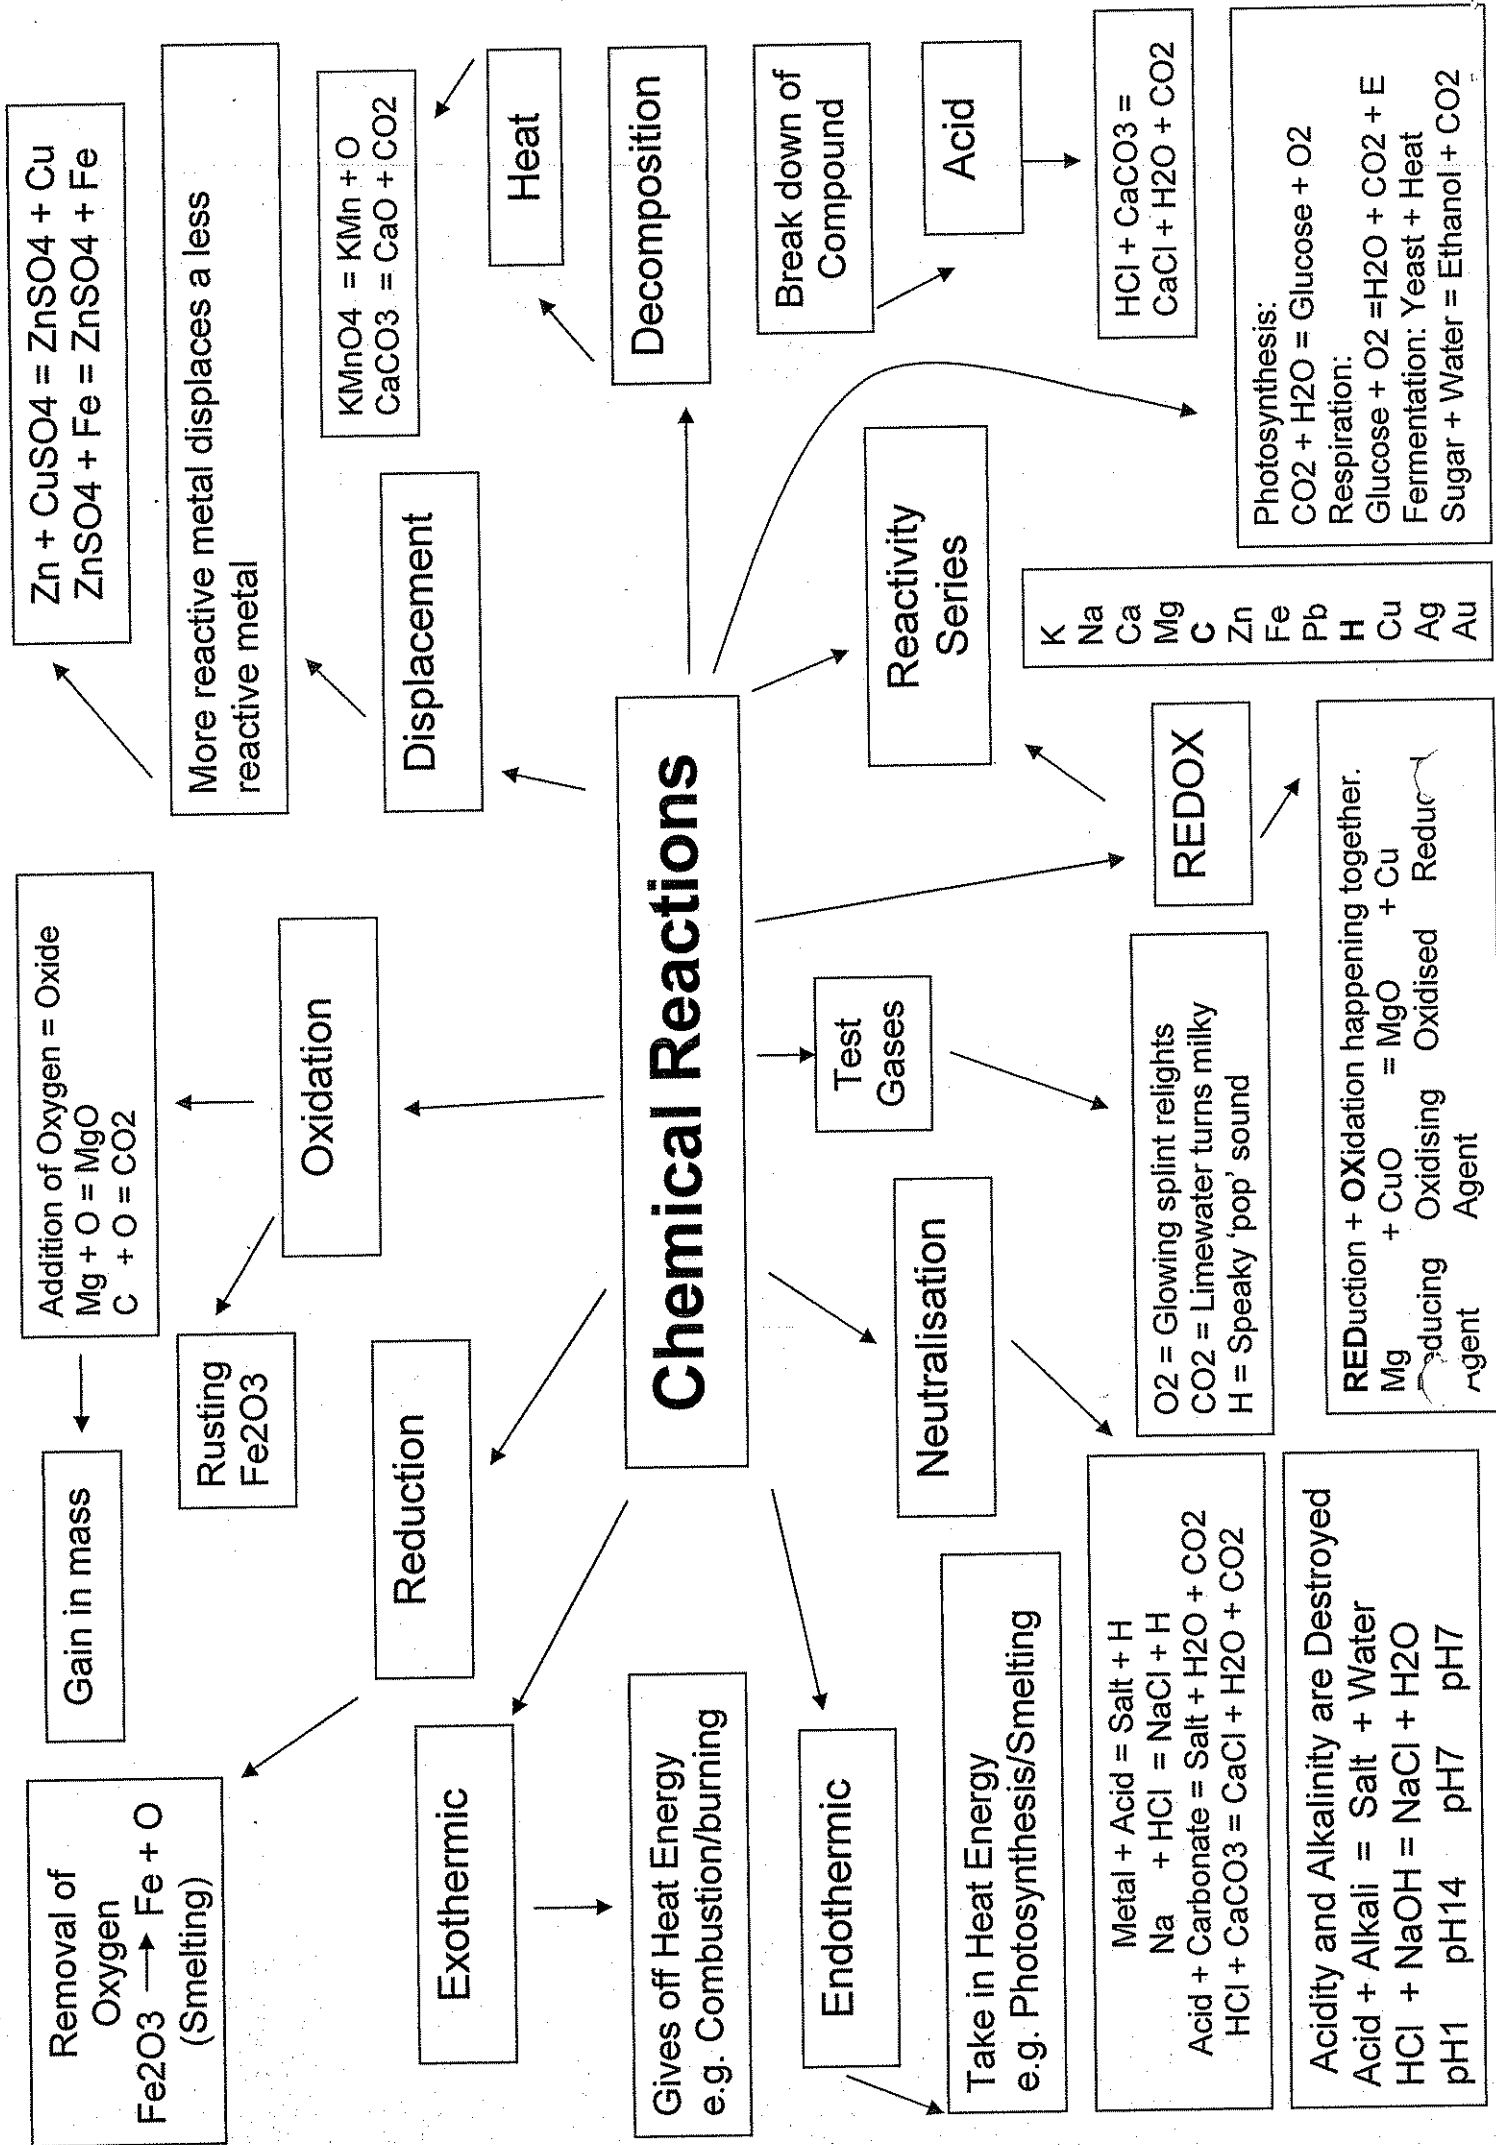 Removal of
Oxygen
Fe2O3 → Fe + O
(Smelting)
Gain in mass
Addition of Oxygen = Oxide
Mg + O = MgO
C + O = CO2
Zn + CuSO4 = ZnSO4 + Cu
ZnSO4 + Fe = ZnSO4 + Fe
Rusting
Fe2O3
More reactive metal displaces a less
reactive metal
Oxidation
Reduction
Displacement
KMnO4 = KMn + O
CaCO3 = CaO + CO2
Exothermic
Heat
Gives off Heat Energy
e.g. Combustion/burning
Chemical Reactions
Decomposition
Endothermic
Test
Gases
Break down of
Compound
Take in Heat Energy
e.g. Photosynthesis/Smelting
Neutralisation
Reactivity
Series
Acid
Metal + Acid = Salt + H
Na + HCl = NaCl + H
Acid + Carbonate = Salt + H2O + CO2
HCl + CaCO3 = CaCl + H2O + CO2
O2 = Glowing splint relights
CO2 = Limewater turns milky
H = Speaky 'pop' sound
REDOX
K
Na
Ca
Mg
C
Zn
Fe
Pb
H
Cu
Ag
Au
HCl + CaCO3 =
CaCl + H2O + CO2
Acidity and Alkalinity are Destroyed
Acid + Alkali = Salt + Water
HCl + NaOH = NaCl + H2O
pH1 pH14 pH7 pH7
REDuction + OXidation happening together.
Mg + CuO = MgO + Cu
Oxidising Oxidised
Agent Agent
Photosynthesis:
CO2 + H2O = Glucose + O2
Respiration:
Glucose + O2 =H2O + CO2 + E
Fermentation: Yeast + Heat
Sugar + Water = Ethanol + CO2